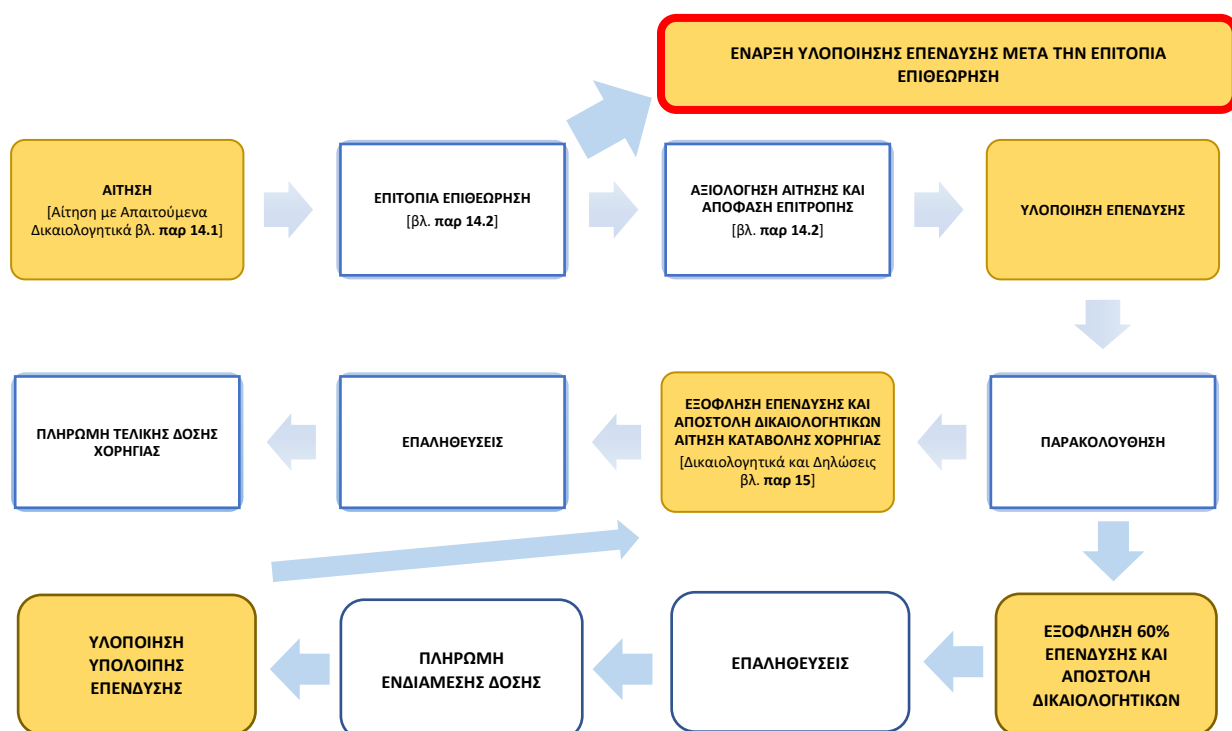 ΕΝΑΡΞΗ ΥΛΟΠΟΙΗΣΗΣ ΕΠΕΝΔΥΣΗΣ ΜΕΤΑ ΤΗΝ ΕΠΙΤΟΠΙΑ
ΕΠΙΘΕΩΡΗΣΗ
ΑΙΤΗΣΗ
[Αίτηση με Απαιτούμενα
Δικαιολογητικά βλ. παρ 14.1]
ΕΠΙΤΟΠΙΑ ΕΠΙΘΕΩΡΗΣΗ
[βλ. παρ 14.2]
ΑΞΙΟΛΟΓΗΣΗ ΑΙΤΗΣΗΣ ΚΑΙ
ΑΠΟΦΑΣΗ ΕΠΙΤΡΟΠΗΣ
[βλ. παρ 14.2]
ΥΛΟΠΟΙΗΣΗ ΕΠΕΝΔΥΣΗΣ
ΠΛΗΡΩΜΗ ΤΕΛΙΚΗΣ ΔΟΣΗΣ
ΧΟΡΗΓΙΑΣ
ΕΠΑΛΗΘΕΥΣΕΙΣ
ΕΞΟΦΛΗΣΗ ΕΠΕΝΔΥΣΗΣ ΚΑΙ
ΑΠΟΣΤΟΛΗ ΔΙΚΑΙΟΛΟΓΗΤΙΚΩΝ
ΑΙΤΗΣΗ ΚΑΤΑΒΟΛΗΣ ΧΟΡΗΓΙΑΣ
[Δικαιολογητικά και Δηλώσεις
βλ. παρ 15]
ΠΑΡΑΚΟΛΟΥΘΗΣΗ
ΥΛΟΠΟΙΗΣΗ
ΥΠΟΛΟΙΠΗΣ
ΕΠΕΝΔΥΣΗΣ
ΠΛΗΡΩΜΗ
ΕΝΔΙΑΜΕΣΗΣ ΔΟΣΗΣ
ΕΠΑΛΗΘΕΥΣΕΙΣ
ΕΞΟΦΛΗΣΗ 60%
ΕΠΕΝΔΥΣΗΣ ΚΑΙ
ΑΠΟΣΤΟΛΗ
ΔΙΚΑΙΟΛΟΓΗΤΙΚΩΝ